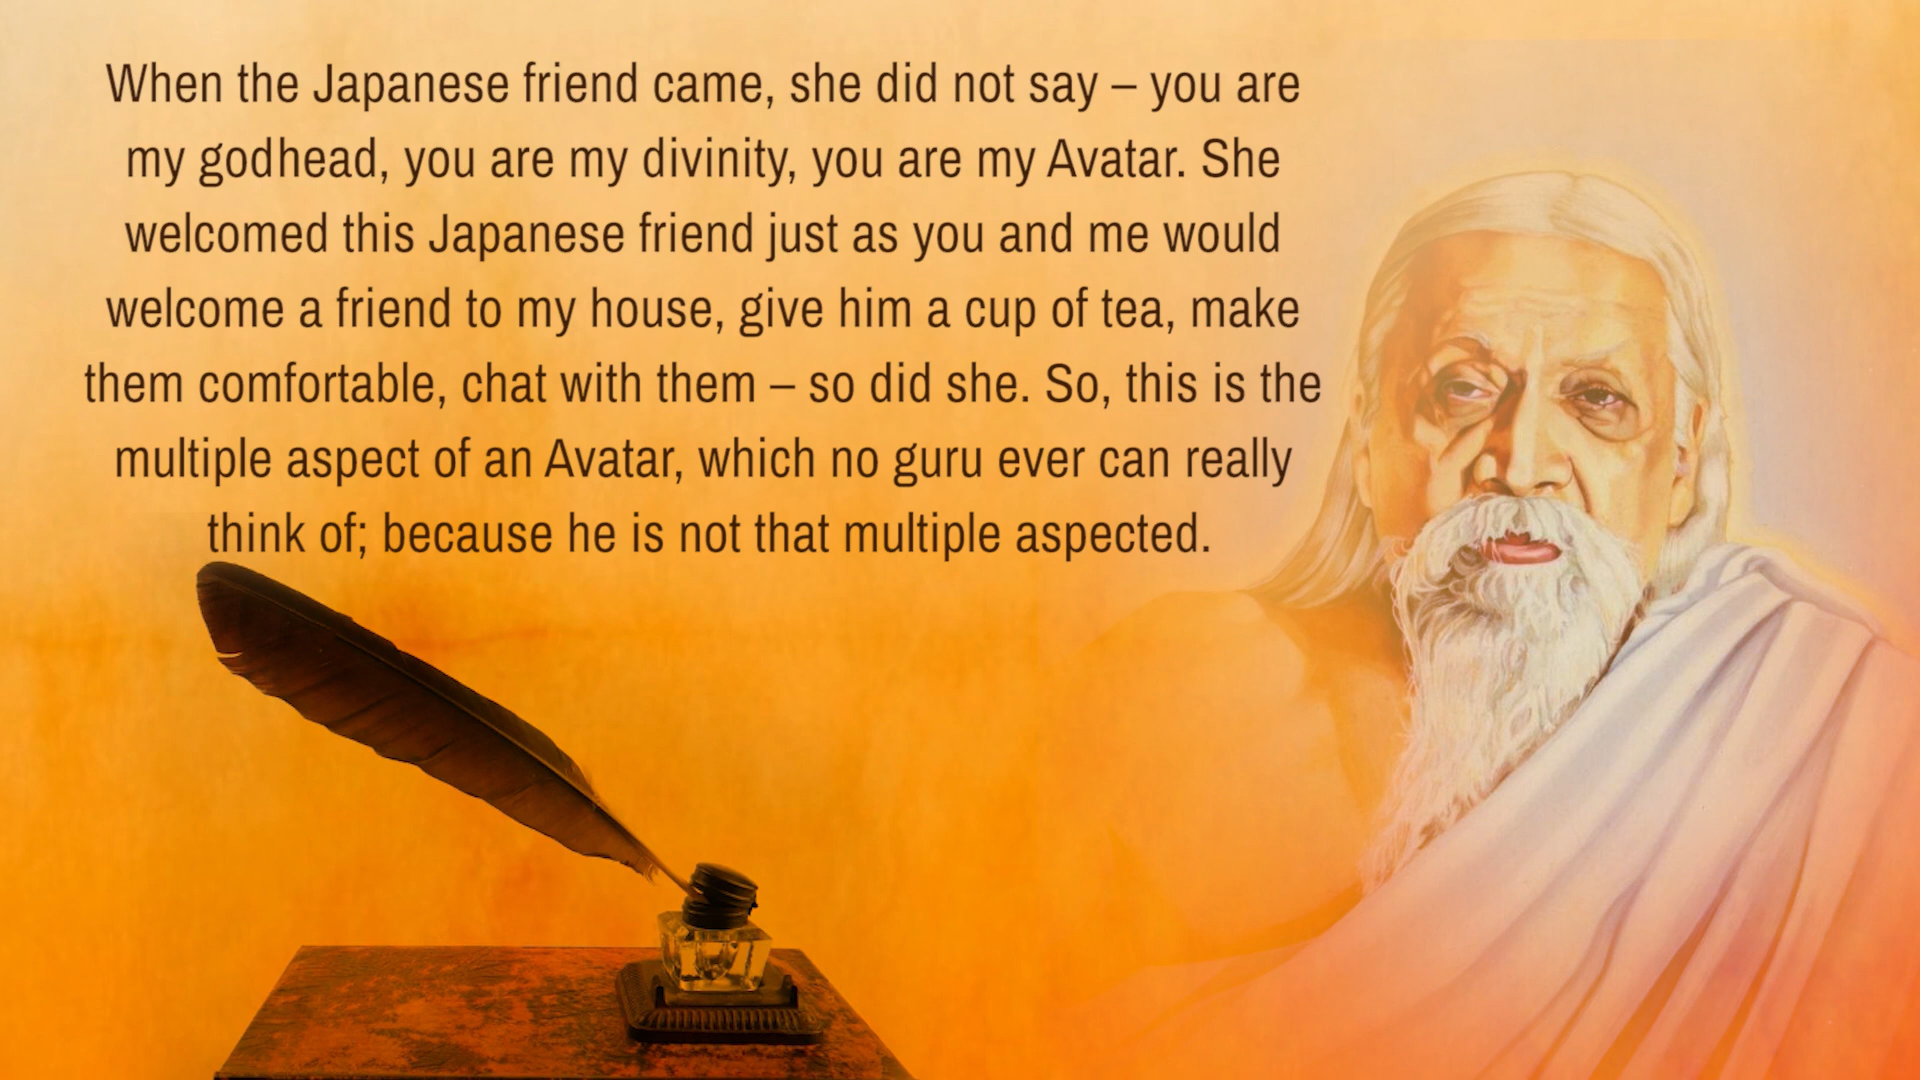 When the Japanese friend came, she did not say – you are
my godhead, you are my divinity, you are my Avatar. She
welcomed this Japanese friend just as you and me would
welcome a friend to my house, give him a cup of tea, make
them comfortable, chat with them – so did she. So, this is the
multiple aspect of an Avatar, which no guru ever can really
think of; because he is not that multiple aspected.